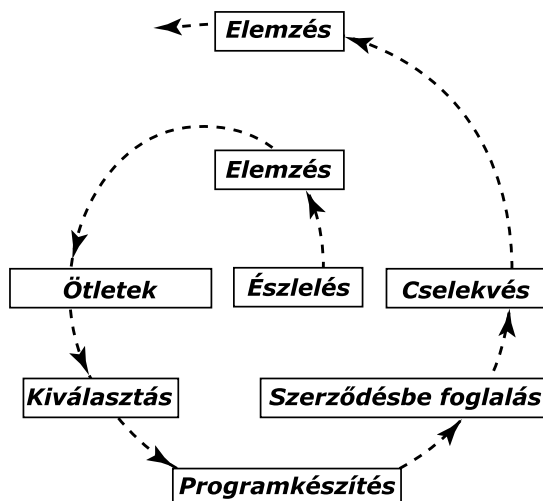 Elemzés
Elemzés
Ötletek
Észlelés
Cselekvés
Kiválasztás
Szerződésbe foglalás
Programkészítés